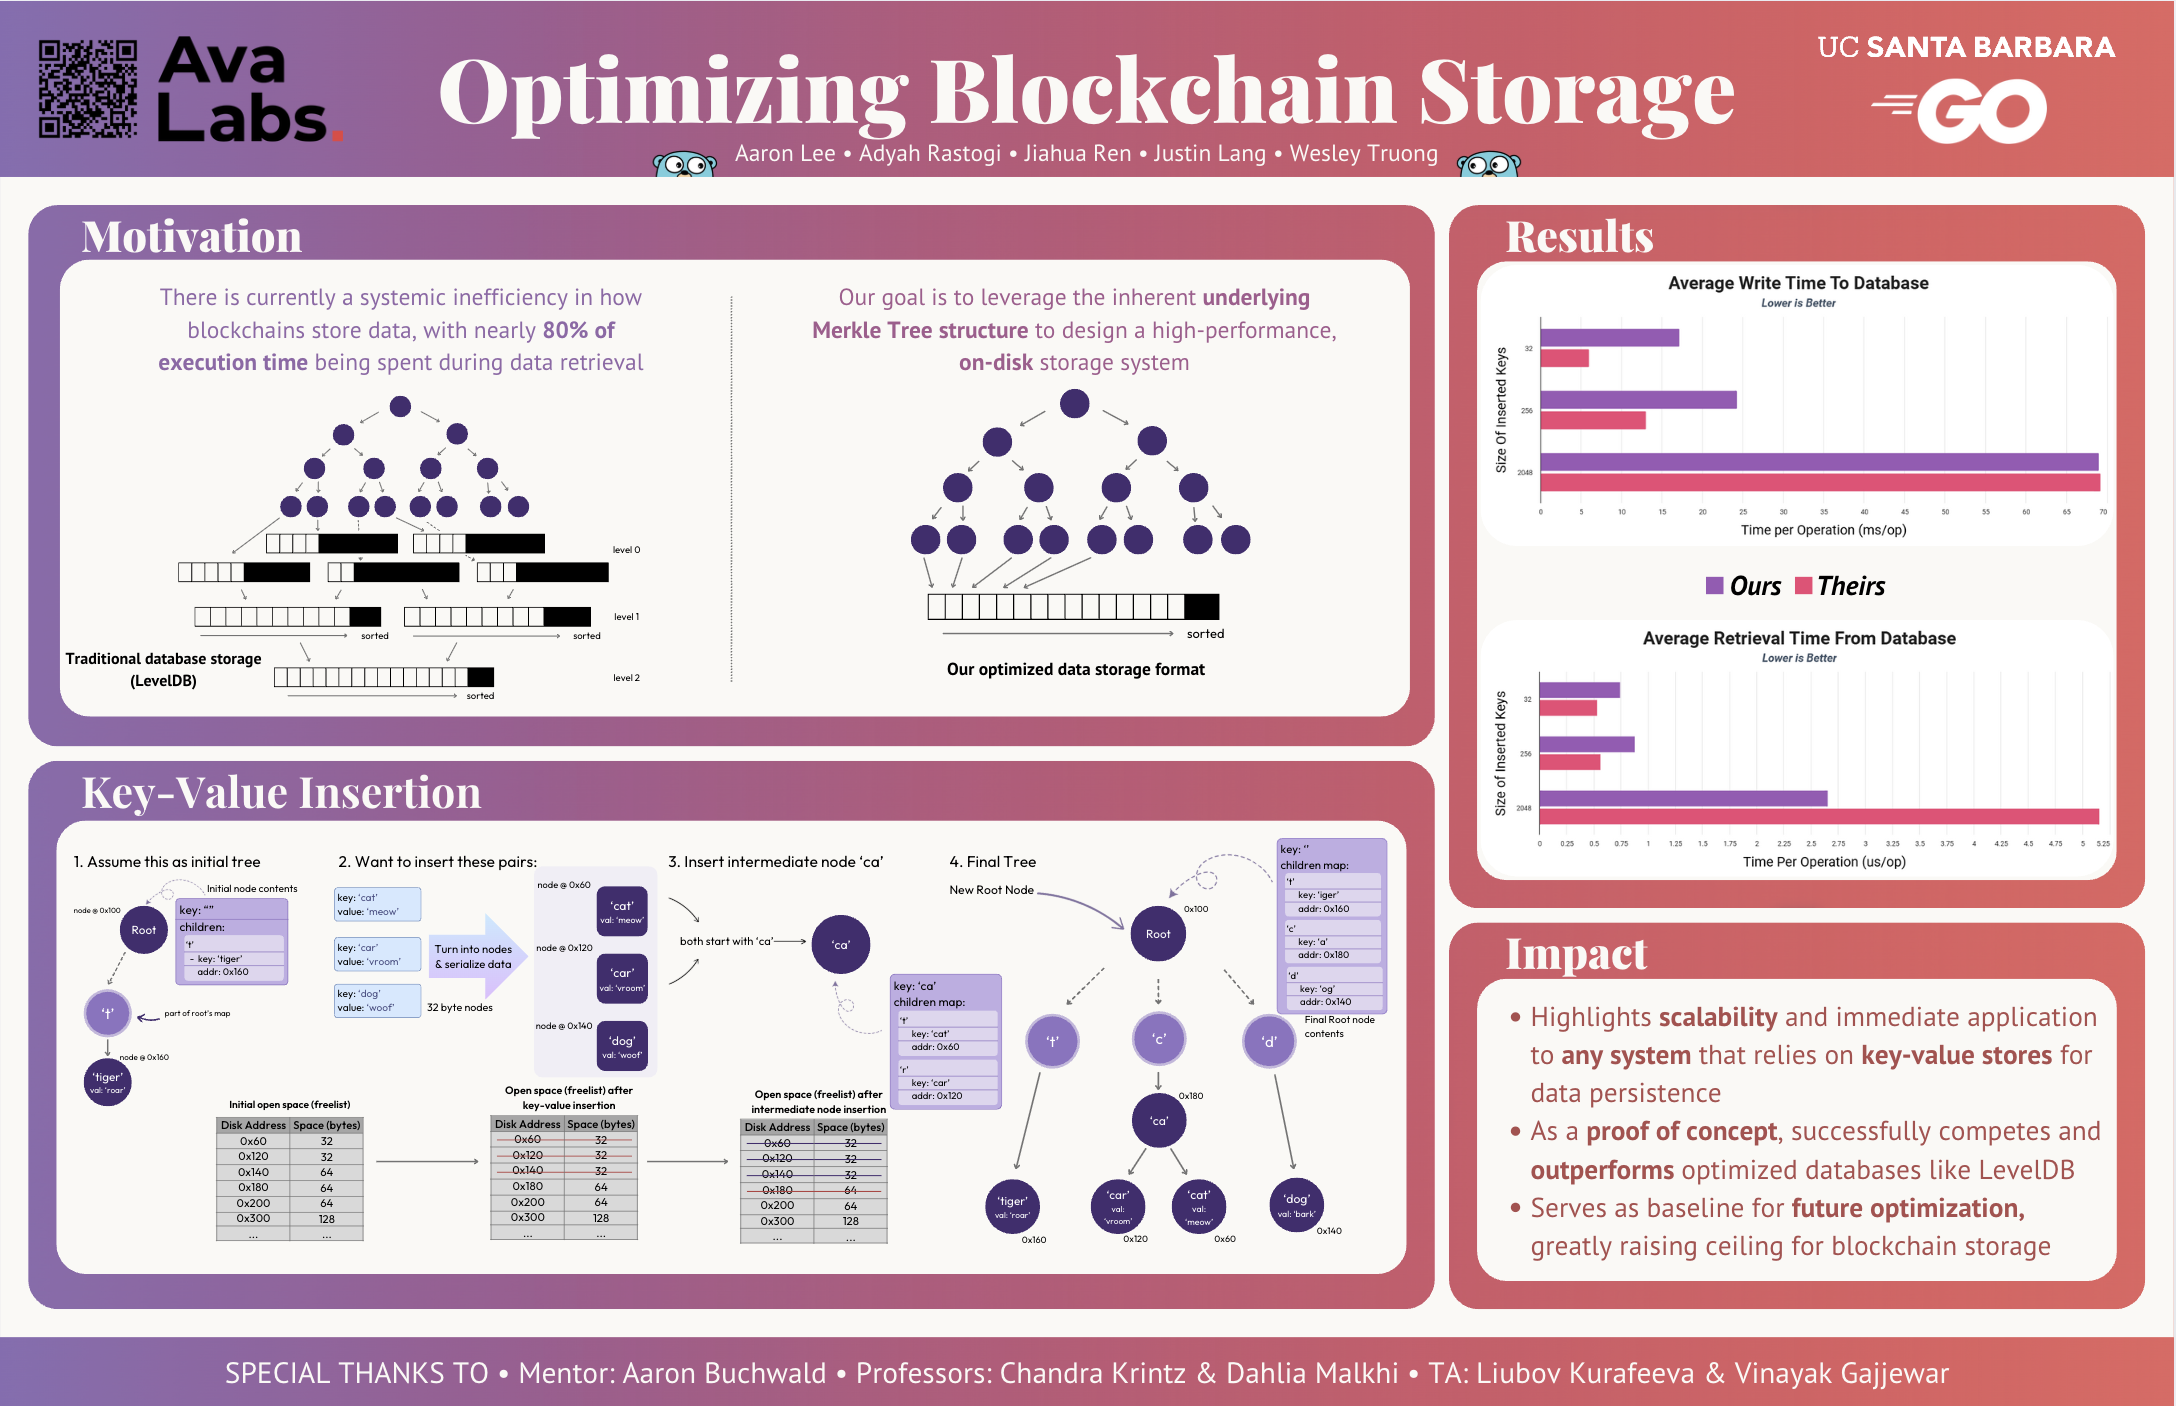 Ava
Labs.
Optimizing Blockchain Storage
Aaron Lee • Adyah Rastogi • Jiahua Ren • Justin Lang • Wesley Truong
UC SANTA BARBARA
GO
Motivation
There is currently a systemic inefficiency in how
blockchains store data, with nearly 80% of
execution time being spent during data retrieval
level 0
level 1
sorted
sorted
Traditional database storage
(LevelDB)
level 2
sorted
Our goal is to leverage the inherent underlying
Merkle Tree structure to design a high-performance,
on-disk storage system
sorted
Our optimized data storage format
Key-Value Insertion
1. Assume this as initial tree
Initial node contents
node @ 0x100
Root
key: “”
children:
‘t’
- key: ‘tiger’
addr: 0x160
‘t’
part of root's map
node @ 0x160
‘tiger’
val: ‘roar’
Initial open space (freelist)
Disk Address Space (bytes)
0x60 32
0x120 32
0x140 64
0x180 64
0x200 64
0x300 128
... ...
2. Want to insert these pairs:
key: ‘cat’
value: ‘meow’
key: ‘car’
value: ‘vroom’
key: ‘dog’
value: ‘woof’
Turn into nodes
& serialize data
32 byte nodes
node @ 0x60
‘cat’
val: ‘meow’
node @ 0x120
‘car’
val: ‘vroom’
node @ 0x140
‘dog’
val: ‘woof’
Open space (freelist) after
key-value insertion
Disk Address Space (bytes)
0x60 32
0x120 32
0x140 32
0x180 64
0x200 64
0x300 128
... ...
3. Insert intermediate node ‘ca’
both start with ‘ca’
‘ca’
key: ‘ca’
children map:
‘t’
key: ‘cat’
addr: 0x60
‘r’
key: ‘car’
addr: 0x120
Open space (freelist) after
intermediate node insertion
Disk Address Space (bytes)
0x60 32
0x120 32
0x140 32
0x180 64
0x200 64
0x300 128
... ...
4. Final Tree
New Root Node
0x100
Root
key: ‘’
children map:
‘t’
key: ‘iger’
addr: 0x160
‘c’
key: ‘a’
addr: 0x180
‘d’
key: ‘og’
addr: 0x140
Final Root node
contents
‘t’
‘c’
‘d’
0x180
‘ca’
‘tiger’
val: ‘roar’
0x160
‘car’
val:
‘vroom’
0x120
‘cat’
val:
‘meow’
0x60
‘dog’
val: ‘bark’
0x140
Results
Average Write Time To Database
Lower is Better
Size Of Inserted Keys
32
256
2048
0 5 10 15 20 25 30 35 40 45 50 55 60 65 70
Time per Operation (ms/op)
Ours Theirs
Average Retrieval Time From Database
Lower is Better
Size of Inserted Keys
32
256
2048
0 0.25 0.5 0.75 1 1.25 1.5 1.75 2 2.25 2.5 2.75 3 3.25 3.5 3.75 4 4.25 4.5 4.75 5 5.25
Time Per Operation (us/op)
Impact
• Highlights scalability and immediate application
to any system that relies on key-value stores for
data persistence
• As a proof of concept, successfully competes and
outperforms optimized databases like LevelDB
• Serves as baseline for future optimization,
greatly raising ceiling for blockchain storage
SPECIAL THANKS TO • Mentor: Aaron Buchwald • Professors: Chandra Krintz & Dahlia Malkhi • TA: Liubov Kurafeeva & Vinayak Gajjewar